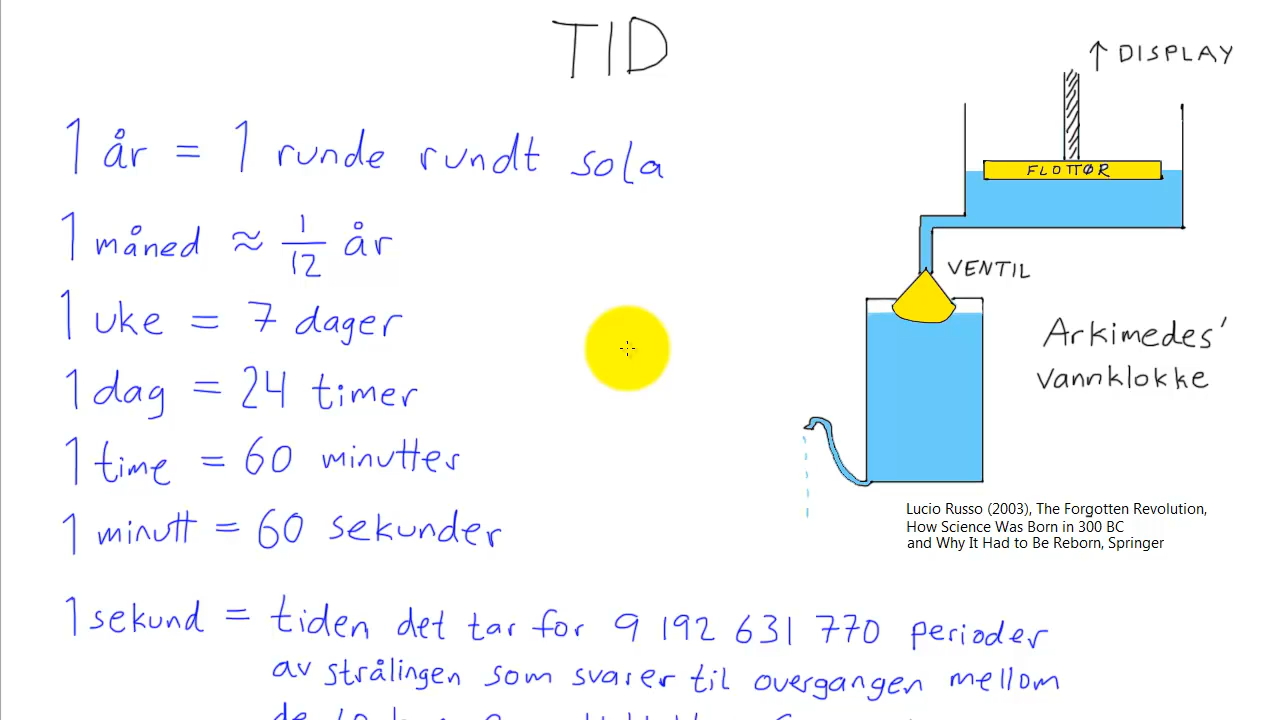 TID
1 år = 1 runde rundt sola
1 måned ≈ 1/12 år
1 uke = 7 dager
1 dag = 24 timer
1 time = 60 minutter
1 minutt = 60 sekunder
1 sekund = tiden det tar for 9 192 631 770 perioder
av strålingen som svarer til overgangen mellom
de
↑ DISPLAY
FLOTTØR
VENTIL
Arkimedes'
vannklokke
Lucio Russo (2003), The Forgotten Revolution,
How Science Was Born in 300 BC
and Why It Had to Be Reborn, Springer